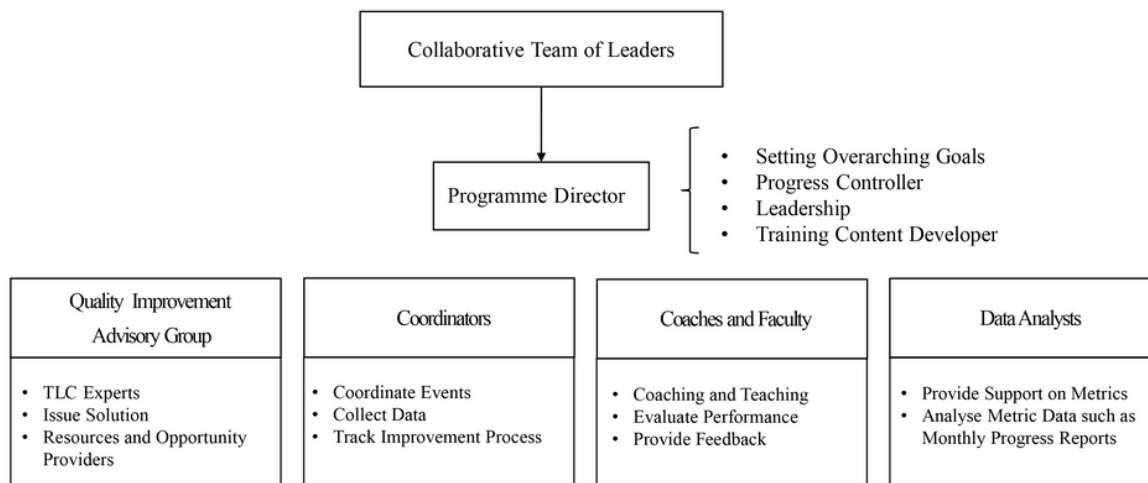 Collaborative Team of Leaders
Programme Director
• Setting Overarching Goals
• Progress Controller
• Leadership
• Training Content Developer
Quality Improvement
Advisory Group
• TLC Experts
• Issue Solution
• Resources and Opportunity
Providers
Coordinators
• Coordinate Events
• Collect Data
• Track Improvement Process
Coaches and Faculty
• Coaching and Teaching
• Evaluate Performance
• Provide Feedback
Data Analysts
• Provide Support on Metrics
• Analyse Metric Data such as
Monthly Progress Reports